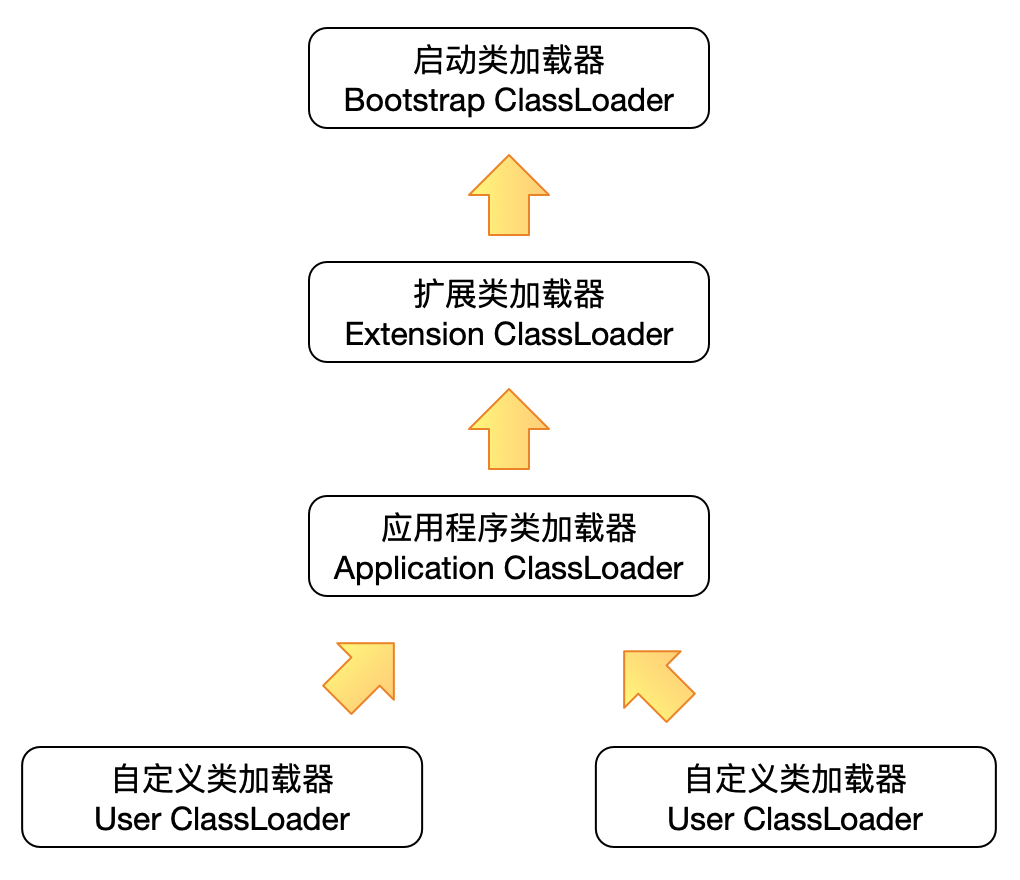 启动类加载器
Bootstrap ClassLoader
扩展类加载器
Extension ClassLoader
应用程序类加载器
Application ClassLoader
自定义类加载器
User ClassLoader
自定义类加载器
User ClassLoader